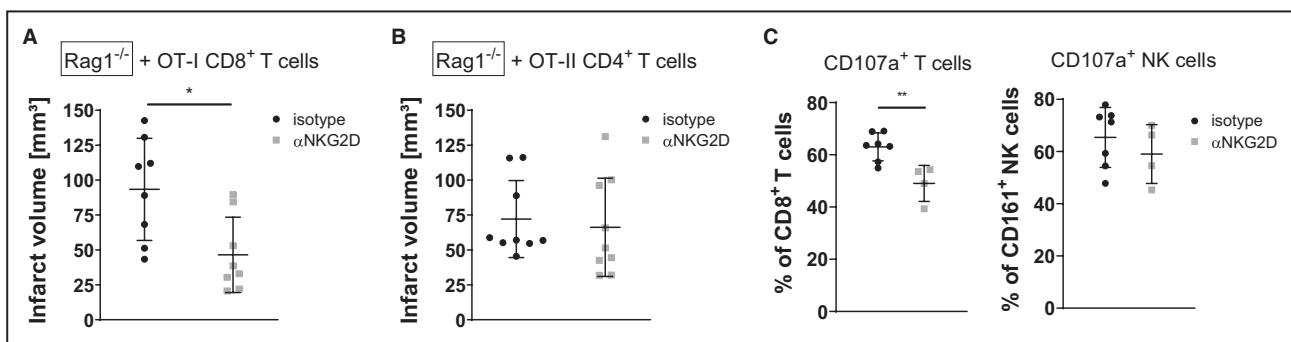 A
Rag1-/- + OT-I CD8+ T cells
*
Infarct volume [mm³]
150
125
100
75
50
25
0
isotype
αNKG2D
B
Rag1-/- + OT-II CD4+ T cells
Infarct volume [mm³]
150
125
100
75
50
25
0
isotype
αNKG2D
C
CD107a+ T cells
**
% of CD8+ T cells
80
60
40
20
0
isotype
αNKG2D
CD107a+ NK cells
% of CD161+ NK cells
80
60
40
20
0
isotype
αNKG2D